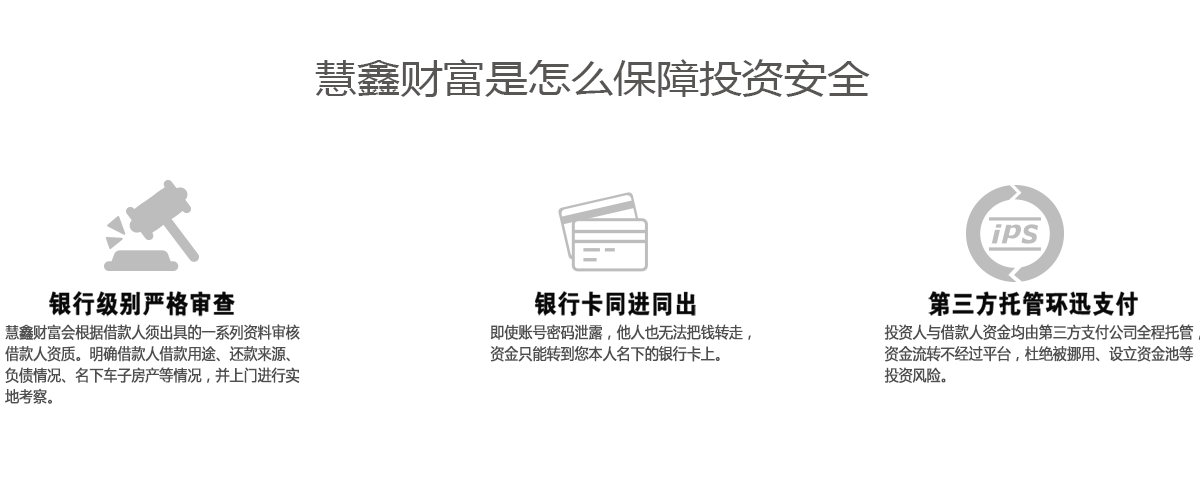 慧鑫财富是怎么保障投资安全
iPS
银行级别严格审查
慧鑫财富会根据借款人须出具的一系列资料审核
借款人资质。明确借款人借款用途、还款来源、
负债情况、名下车子房产等情况，并上门进行实
地考察。
银行卡同进同出
即使账号密码泄露，他人也无法把钱转走，
资金只能转到您本人名下的银行卡上。
第三方托管环迅支付
投资人与借款人资金均由第三方支付公司全程托管，
资金流转不经过平台，杜绝被挪用、设立资金池等
投资风险。